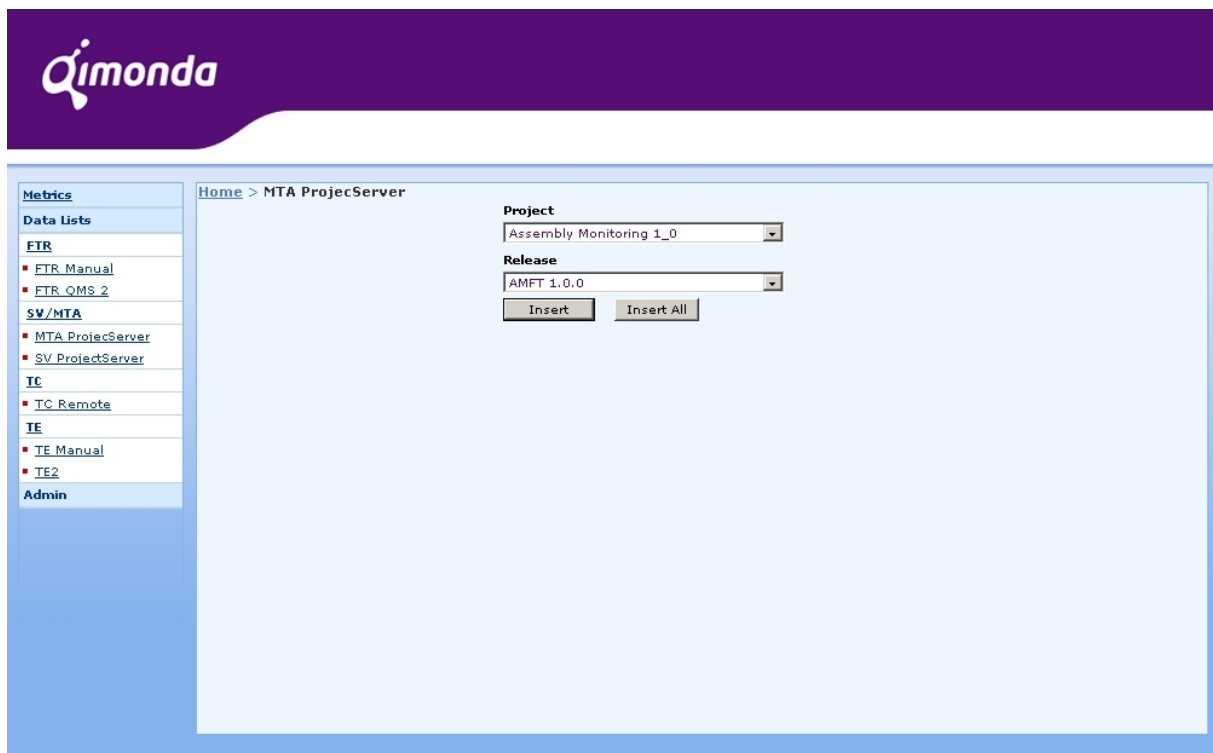 Qimonda
Metrics
Data Lists
FTR
FTR Manual
FTR QMS 2
SV/MTA
MTA ProjecServer
SV ProjectServer
TC
TC Remote
TE
TE Manual
TE2
Admin
Home > MTA ProjecServer
Project
Assembly Monitoring 1_0
Release
AMFT 1.0.0
Insert Insert All